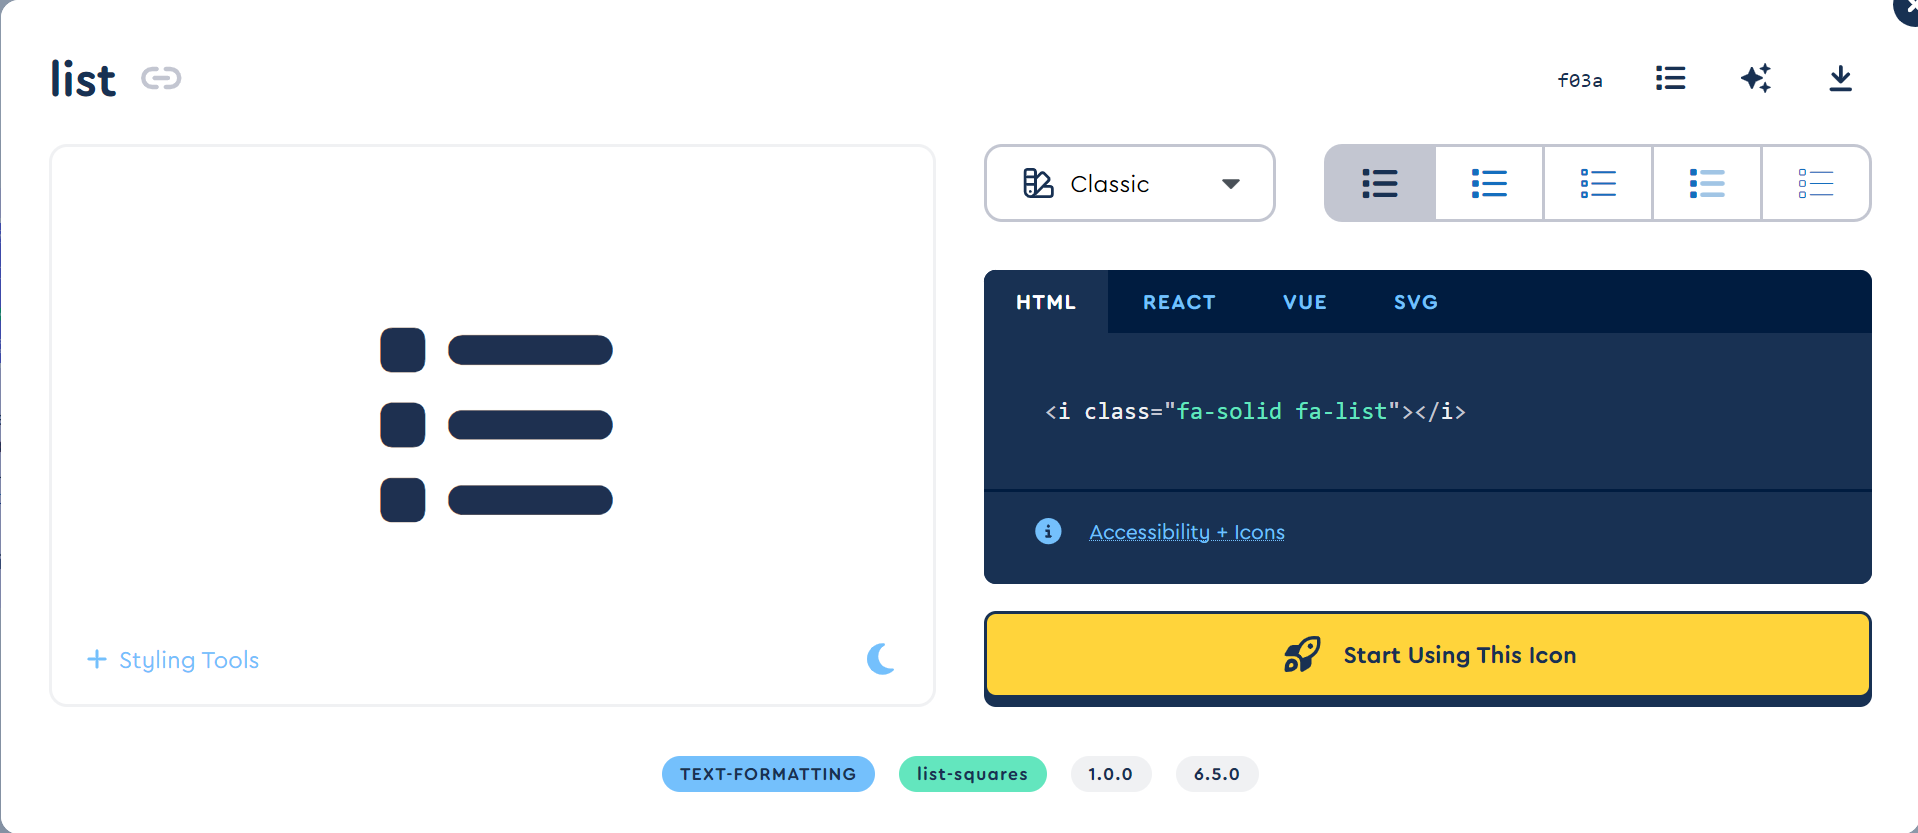 list
f03a
Classic
HTML REACT VUE SVG
<i class="fa-solid fa-list"></i>
Accessibility + Icons
Styling Tools
Start Using This Icon
TEXT-FORMATTING list-squares 1.0.0 6.5.0